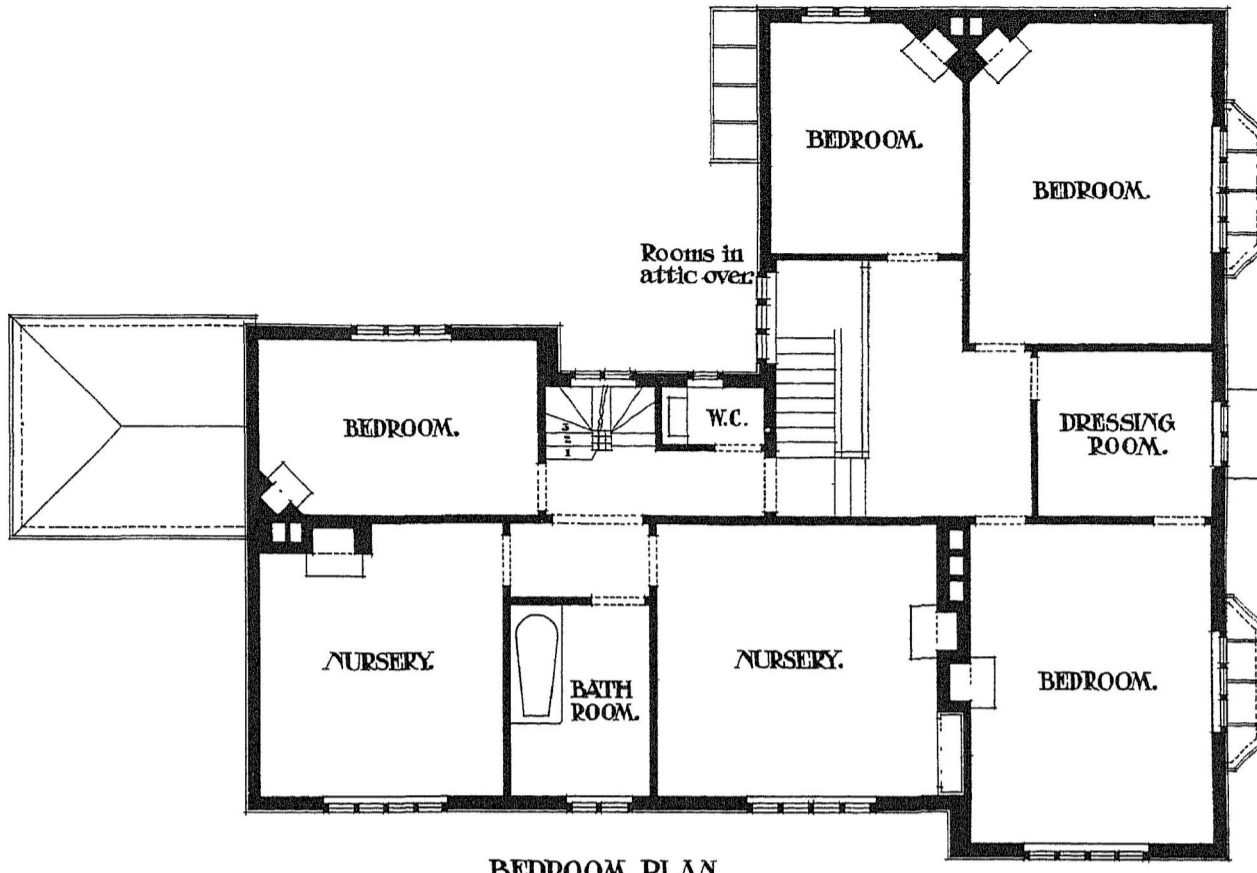 BEDROOM.
BEDROOM.
Rooms in
attic over.
BEDROOM.
W.C.
DRESSING
ROOM.
3
2
1
NURSERY.
BATH
ROOM.
NURSERY.
BEDROOM.
BEDROOM PLAN